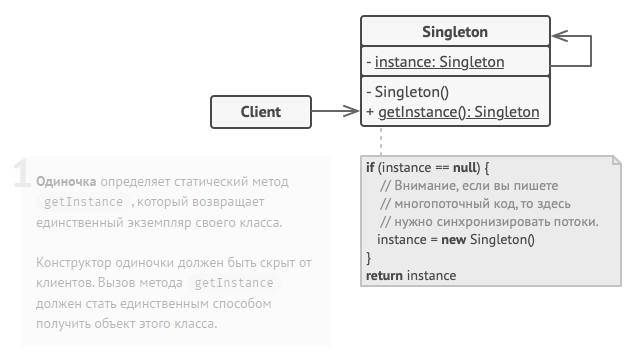 Singleton
- instance: Singleton
- Singleton()
+ getInstance(): Singleton
Client
1
Одиночка определяет статический метод
getInstance , который возвращает
единственный экземпляр своего класса.
Конструктор одиночки должен быть скрыт от
клиентов. Вызов метода getInstance
должен стать единственным способом
получить объект этого класса.
if (instance == null) {
// Внимание, если вы пишете
// многопоточный код, то здесь
// нужно синхронизировать потоки.
instance = new Singleton()
}
return instance